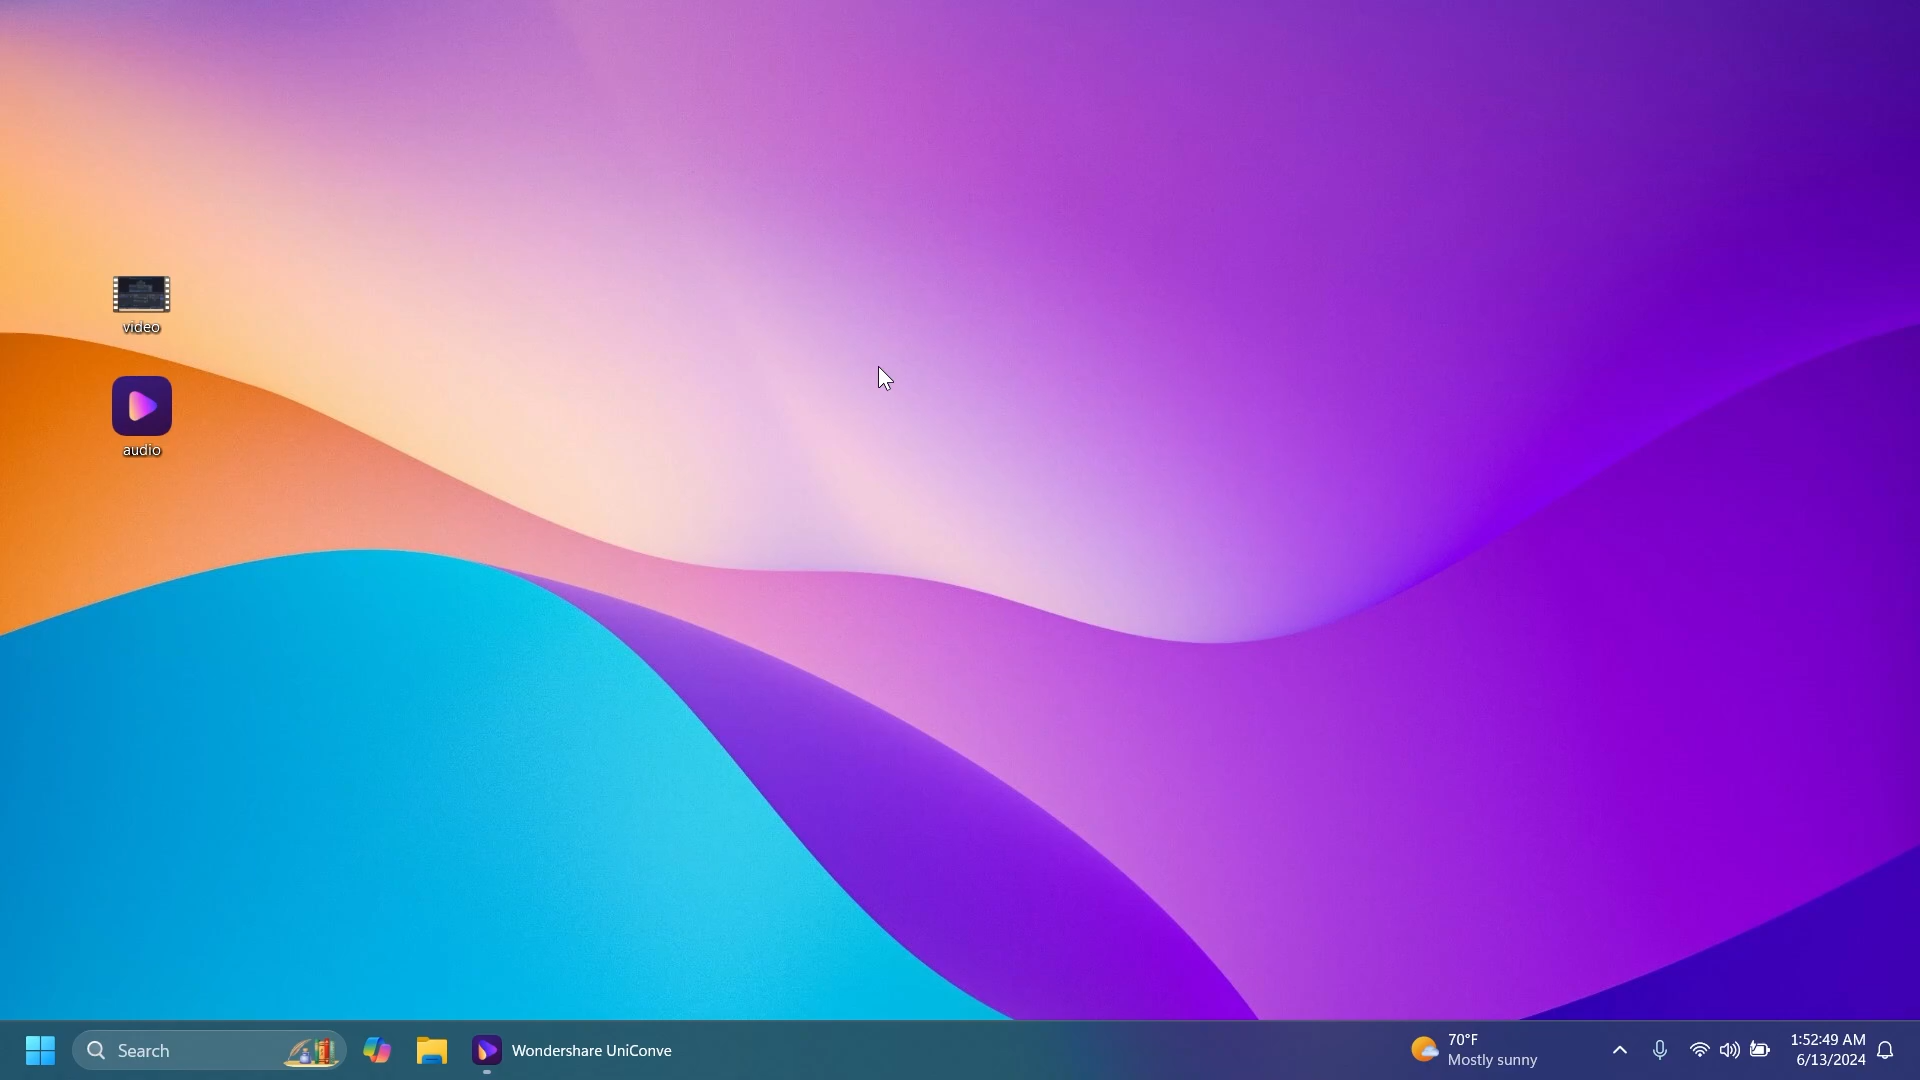 video
audio
Search
Wondershare UniConve
70°F
Mostly sunny
1:52:49 AM
6/13/2024